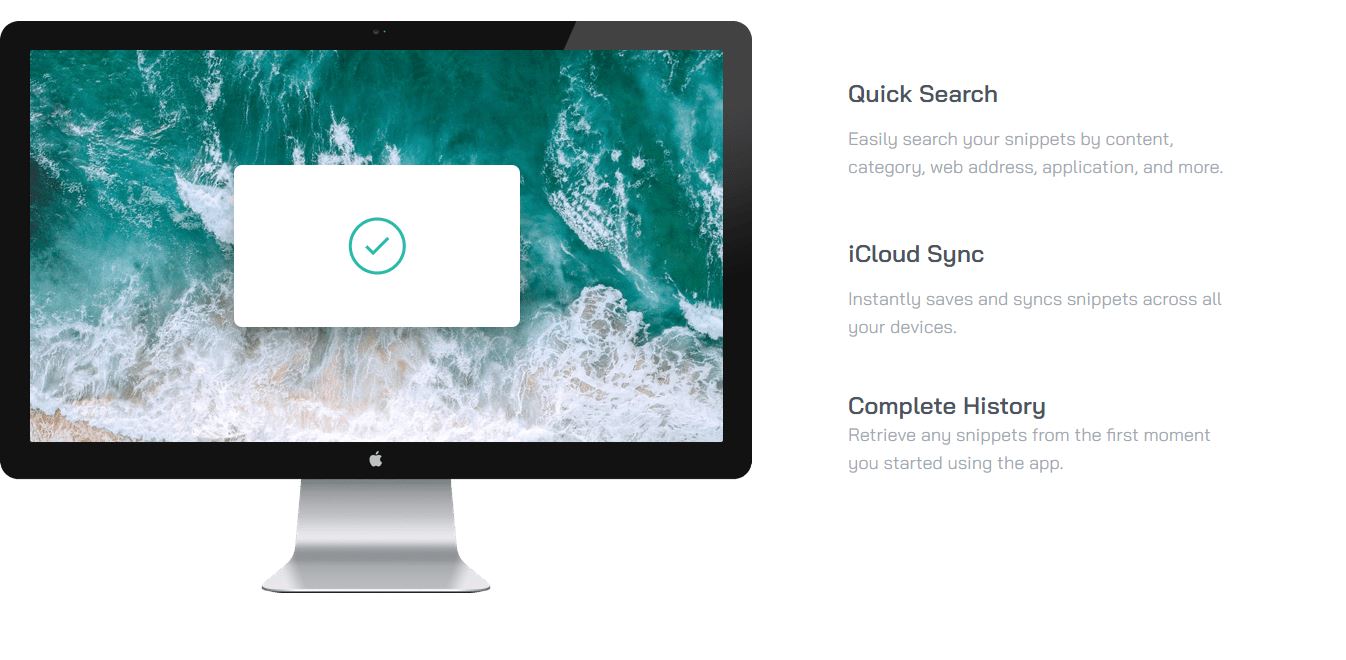 Quick Search
Easily search your snippets by content,
category, web address, application, and more.
iCloud Sync
Instantly saves and syncs snippets across all
your devices.
Complete History
Retrieve any snippets from the first moment
you started using the app.